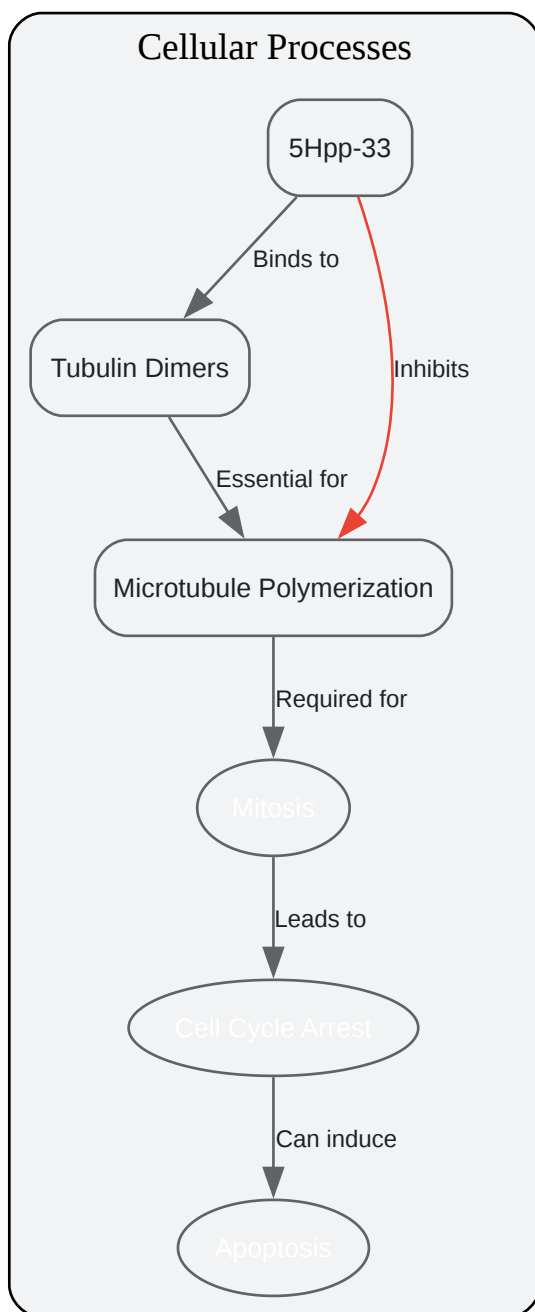 Cellular Processes
5Hpp-33
Binds to
Inhibits
Tubulin Dimers
Essential for
Microtubule Polymerization
Required for
Mitosis
Leads to
Cell Cycle Arrest
Can induce
Apoptosis